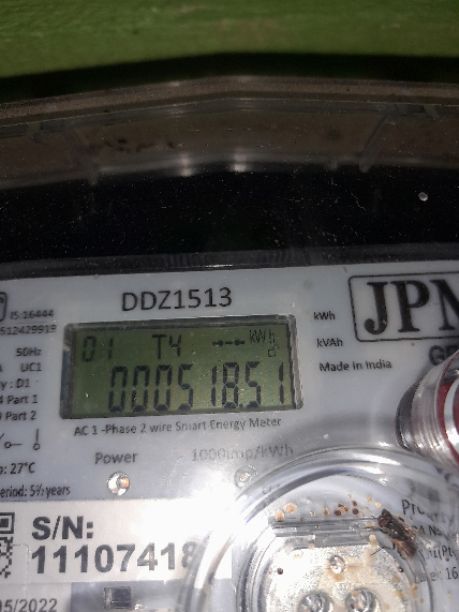 DDZ1513
IS:16444
512429919
kWh
JPM
kVAh
Made in India
50Hz
UC1
D1
Part 1
Part 2
01 T4 kWh
00051851
AC 1 -Phase 2 wire Smart Energy Meter
Power 1000imp/kWh
27°C
eriod: 5½ years
S/N:
1110741
05/2022